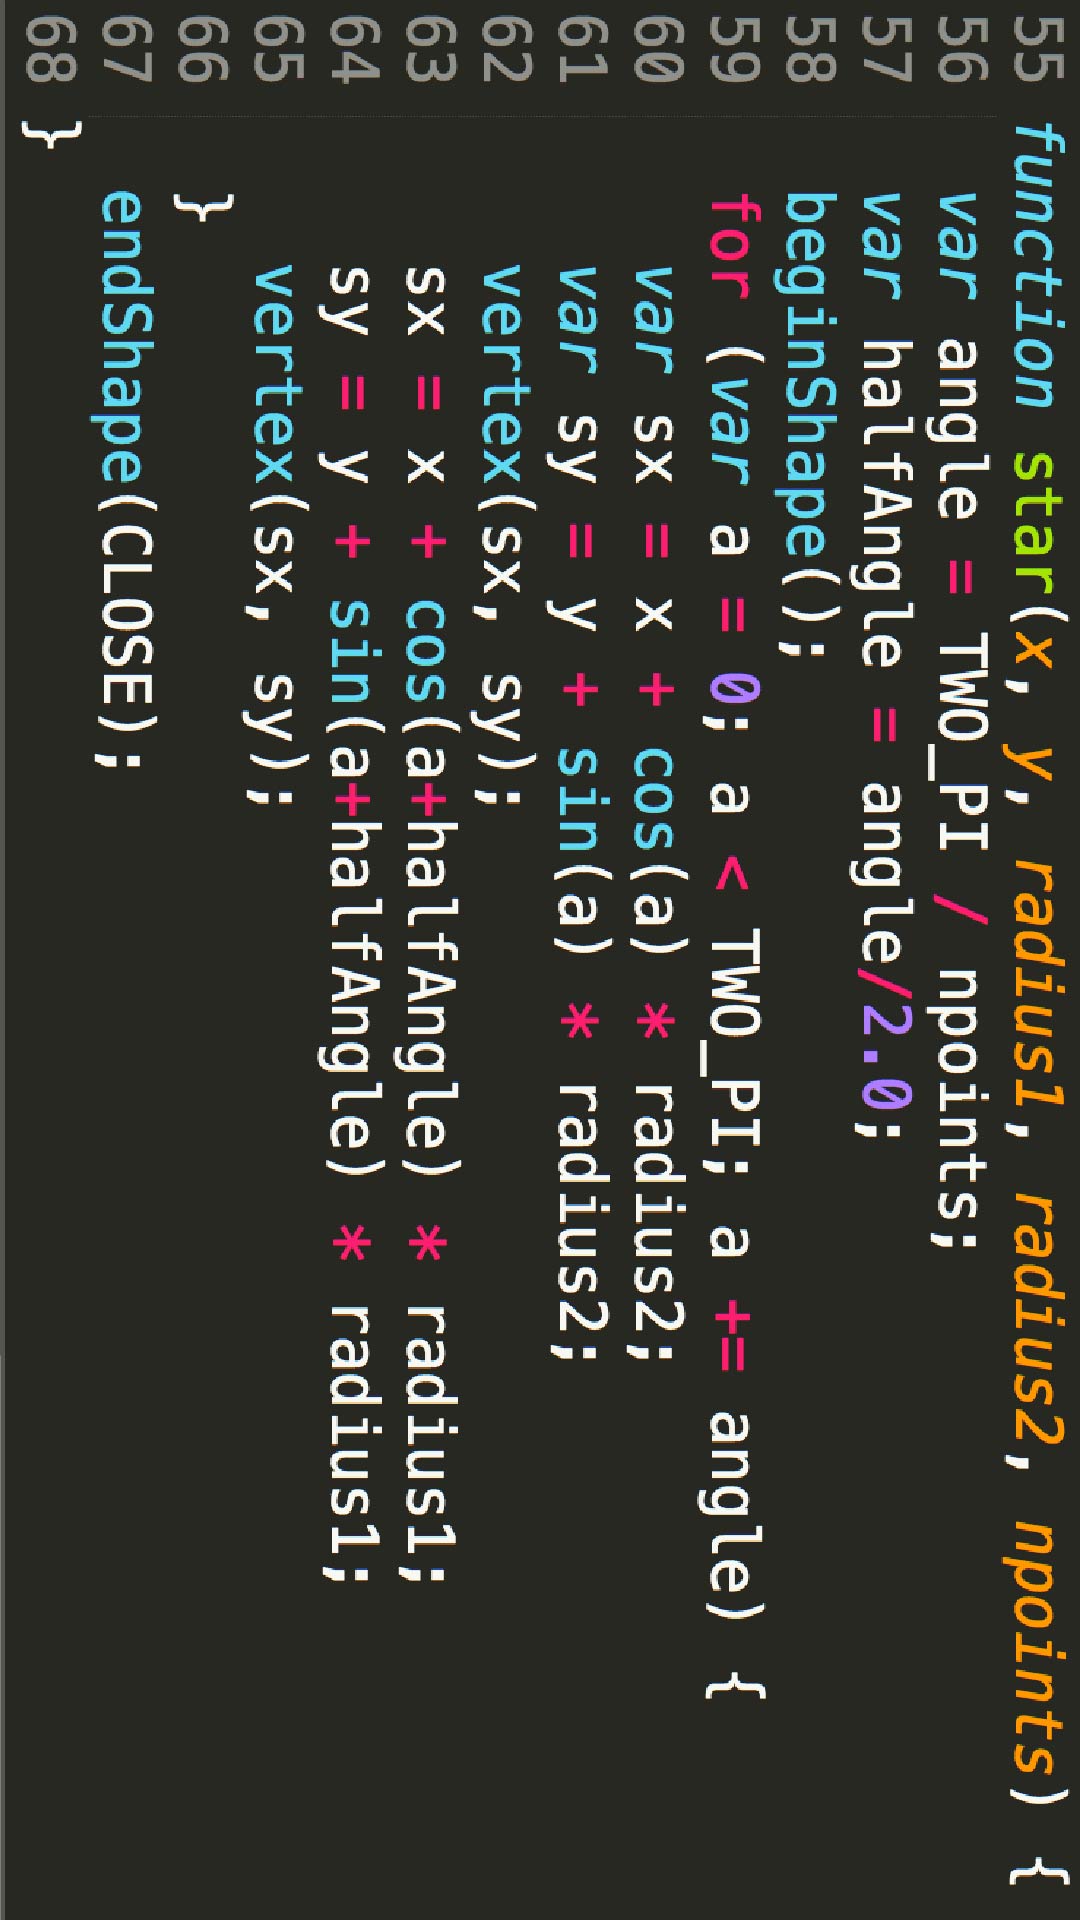 55 function star(x, y, radius1, radius2, npoints) {
56   var angle = TWO_PI / npoints;
57   var halfAngle = angle/2.0;
58   beginShape();
59   for (var a = 0; a < TWO_PI; a += angle) {
60     var sx = x + cos(a) * radius2;
61     var sy = y + sin(a) * radius2;
62     vertex(sx, sy);
63     sx = x + cos(a+halfAngle) * radius1;
64     sy = y + sin(a+halfAngle) * radius1;
65     vertex(sx, sy);
66   }
67   endShape(CLOSE);
68 }